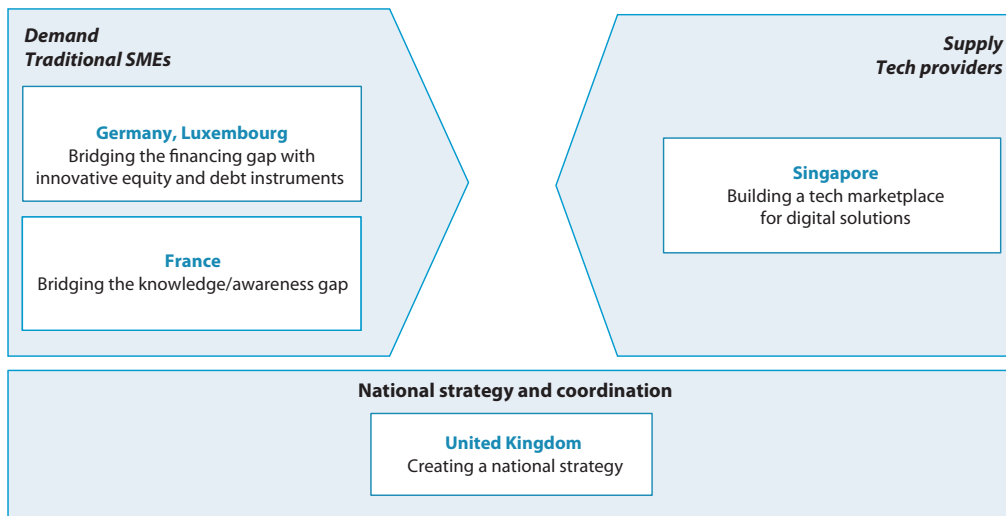 Demand
Traditional SMEs
Germany, Luxembourg
Bridging the financing gap with
innovative equity and debt instruments
France
Bridging the knowledge/awareness gap
Supply
Tech providers
Singapore
Building a tech marketplace
for digital solutions
National strategy and coordination
United Kingdom
Creating a national strategy